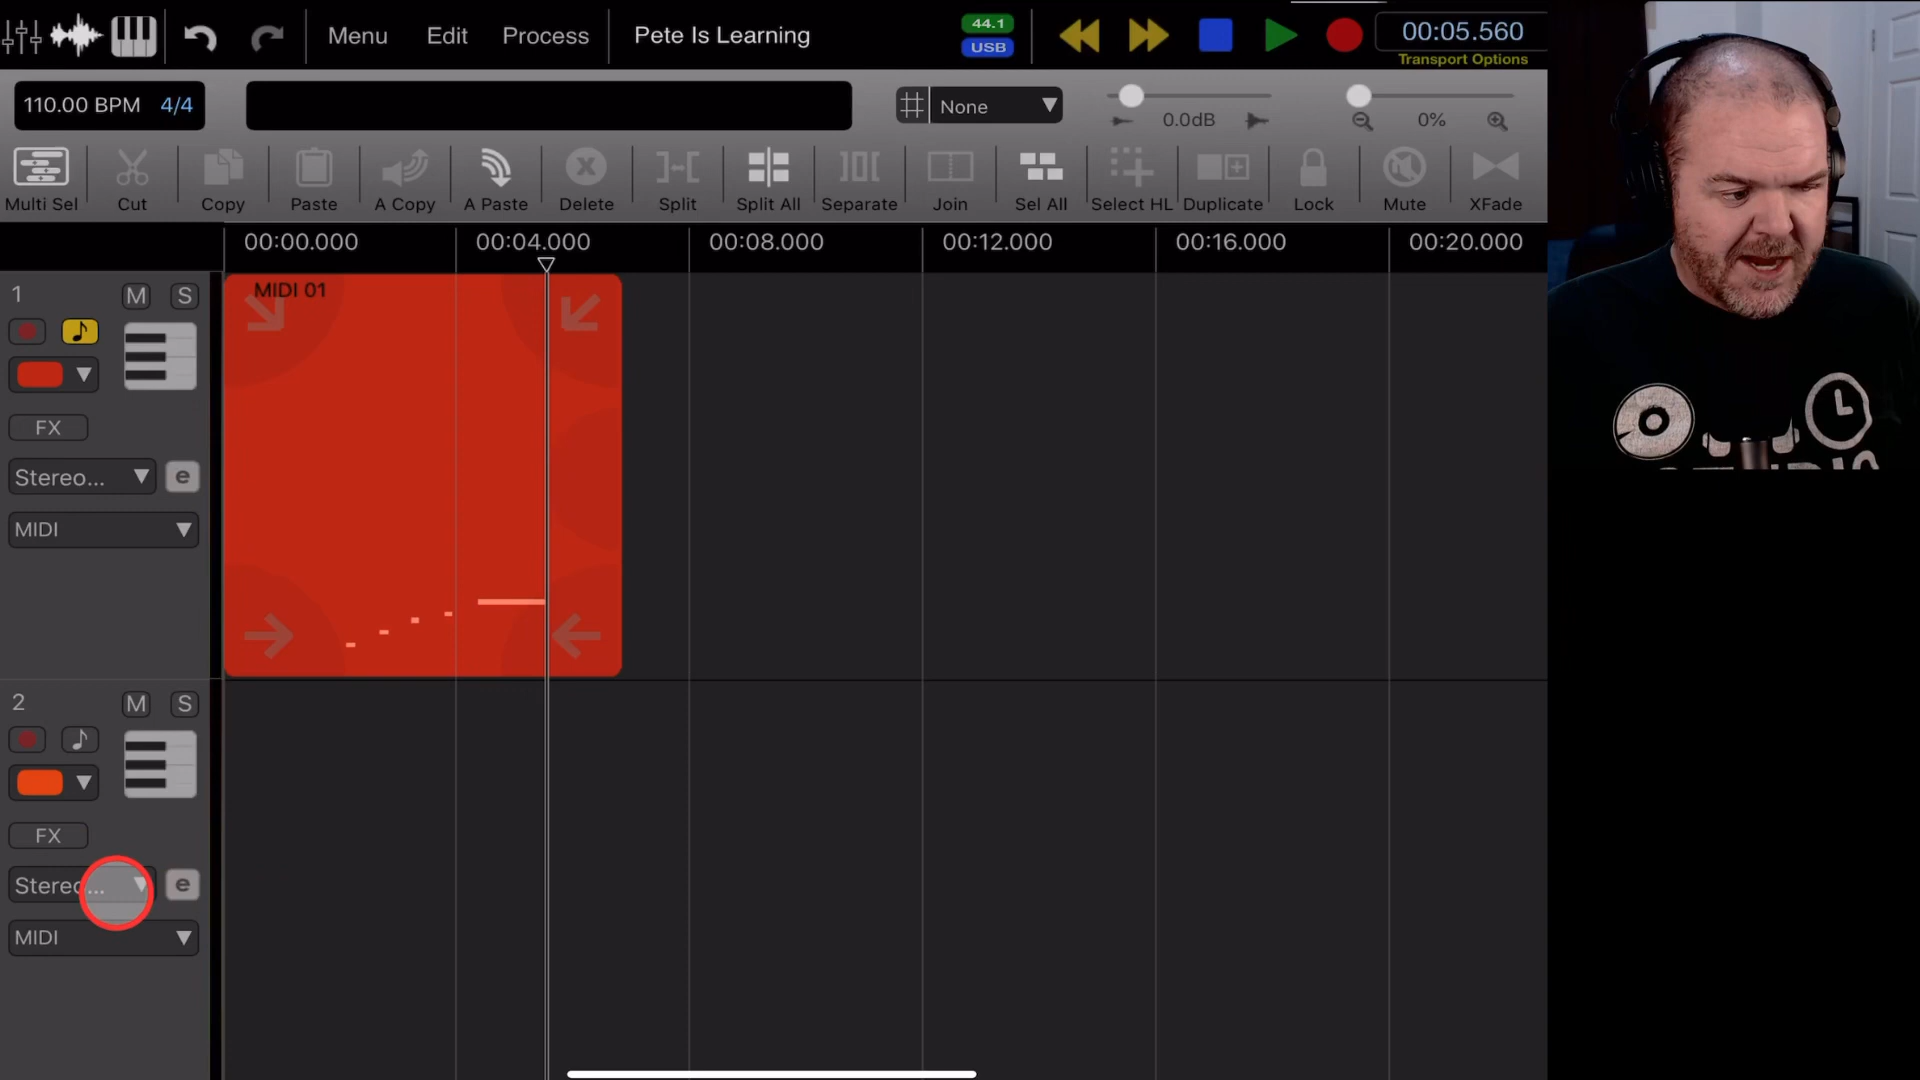 Menu Edit Process Pete Is Learning 44.1 USB 00:05.560 Transport Options
110.00 BPM 4/4 None 0.0dB 0%
Multi Sel Cut Copy Paste A Copy A Paste Delete Split Split All Separate Join Sel All Select HL Duplicate Lock Mute XFade
00:00.000 00:04.000 00:08.000 00:12.000 00:16.000 00:20.000
1 M S MIDI 01
FX
Stereo... e
MIDI
2 M S
FX
Stereo... e
MIDI